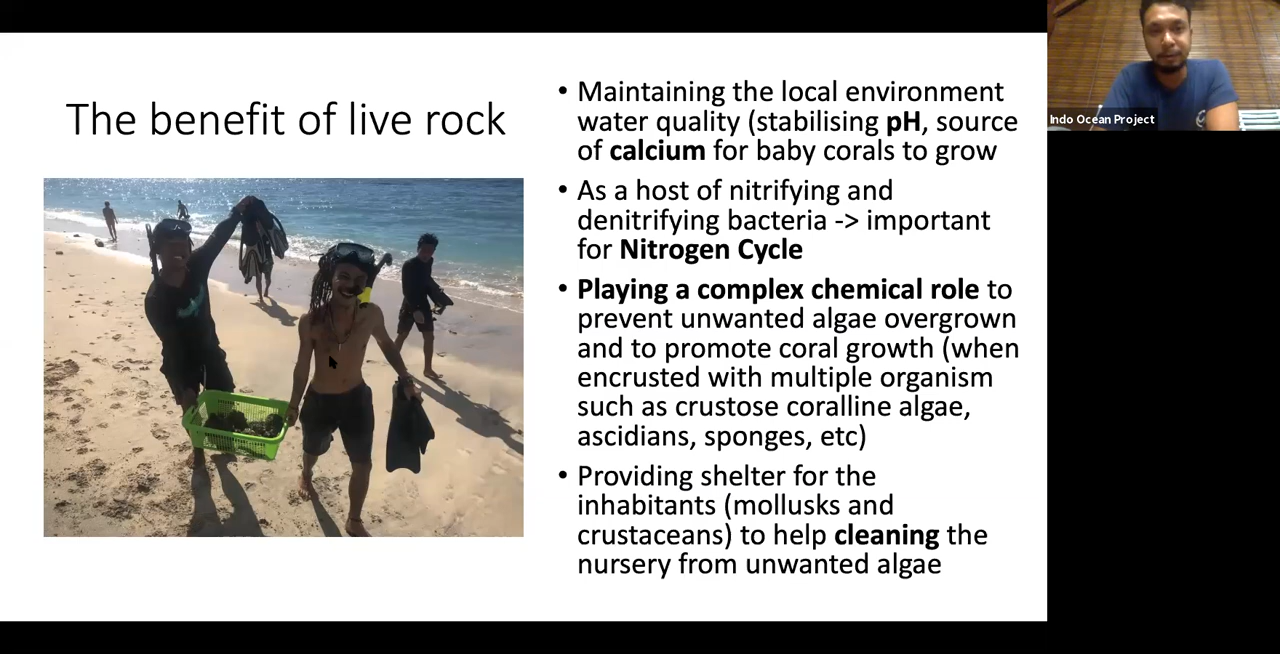 The benefit of live rock
• Maintaining the local environment
water quality (stabilising pH, source
of calcium for baby corals to grow
• As a host of nitrifying and
denitrifying bacteria -> important
for Nitrogen Cycle
• Playing a complex chemical role to
prevent unwanted algae overgrown
and to promote coral growth (when
encrusted with multiple organism
such as crustose coralline algae,
ascidians, sponges, etc)
• Providing shelter for the
inhabitants (mollusks and
crustaceans) to help cleaning the
nursery from unwanted algae
Indo Ocean Project